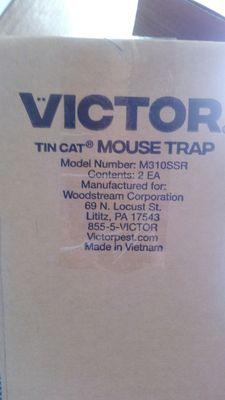 VICTOR
TIN CAT® MOUSE TRAP
Model Number: M310SSR
Contents: 2 EA
Manufactured for:
Woodstream Corporation
69 N. Locust St.
Lititz, PA 17543
855-5-VICTOR
Victorpest.com
Made in Vietnam